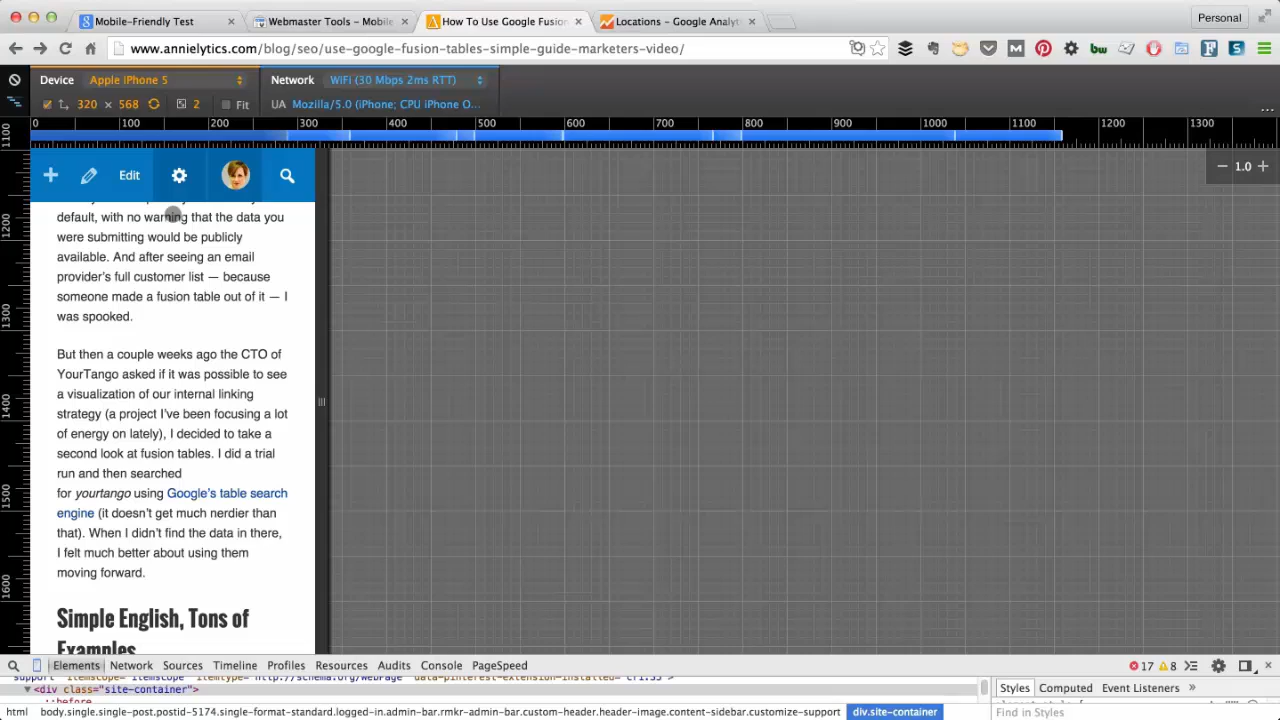 Mobile-Friendly Test
Webmaster Tools - Mobile
How To Use Google Fusion
Locations - Google Analyt
Personal
www.annielytics.com/blog/seo/use-google-fusion-tables-simple-guide-marketers-video/
Device Apple iPhone 5 Network WiFi (30 Mbps 2ms RTT)
320 × 568 2 Fit UA Mozilla/5.0 (iPhone; CPU iPhone O...
0 100 200 300 400 500 600 700 800 900 1000 1100 1200 1300
1100
1200
1300
1400
1500
1600
Edit
1.0
default, with no warning that the data you
were submitting would be publicly
available. And after seeing an email
provider's full customer list — because
someone made a fusion table out of it — I
was spooked.
But then a couple weeks ago the CTO of
YourTango asked if it was possible to see
a visualization of our internal linking
strategy (a project I've been focusing a lot
of energy on lately), I decided to take a
second look at fusion tables. I did a trial
run and then searched
for yourtango using Google's table search
engine (it doesn't get much nerdier than
that). When I didn't find the data in there,
I felt much better about using them
moving forward.
Simple English, Tons of
Examples
Elements Network Sources Timeline Profiles Resources Audits Console PageSpeed 17 8
<div class="site-container">
::before
Styles Computed Event Listeners »
html body.single.single-post.postid-5174.single-format-standard.logged-in.admin-bar.rmkr-admin-bar.custom-header.header-image.content-sidebar.customize-support div.site-container
Find in Styles